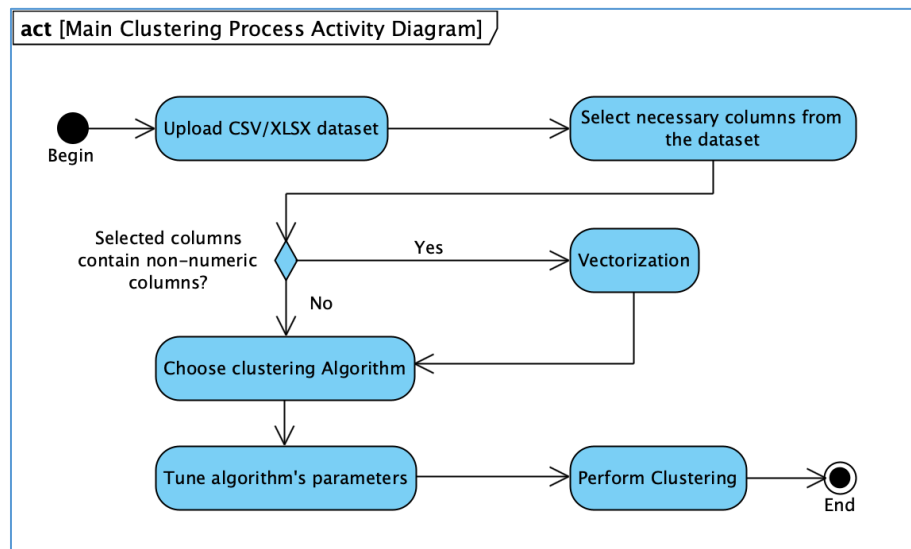 act [Main Clustering Process Activity Diagram]
Begin
Upload CSV/XLSX dataset
Select necessary columns from
the dataset
Selected columns
contain non-numeric
columns?
Yes
Vectorization
No
Choose clustering Algorithm
Tune algorithm's parameters
Perform Clustering
End